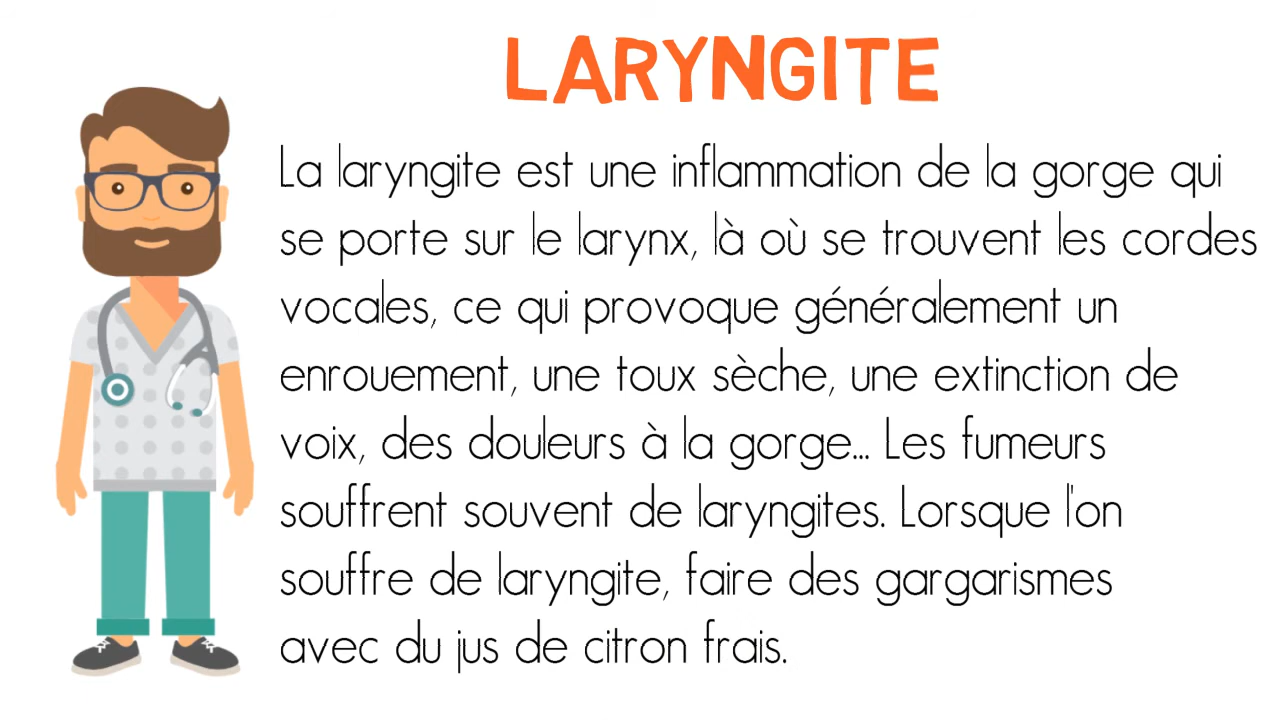 LARYNGITE
La laryngite est une inflammation de la gorge qui
se porte sur le larynx, là où se trouvent les cordes
vocales, ce qui provoque généralement un
enrouement, une toux sèche, une extinction de
voix, des douleurs à la gorge... Les fumeurs
souffrent souvent de laryngites. Lorsque l'on
souffre de laryngite, faire des gargarismes
avec du jus de citron frais.